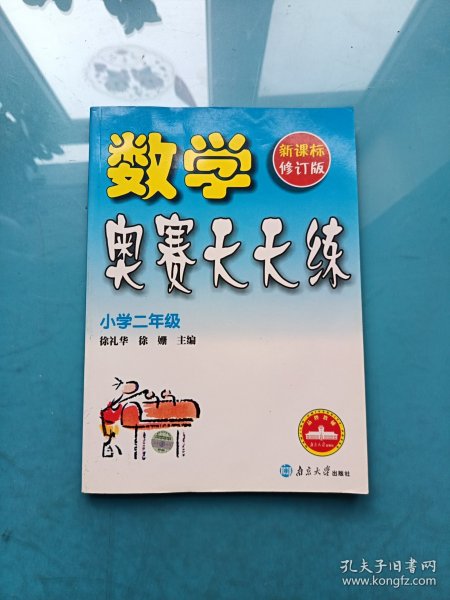 数学
新课标
修订版
奥赛天天练
小学二年级
徐礼华 徐 姗 主编
南京大学出版社
孔夫子旧书网
www.kongfz.com